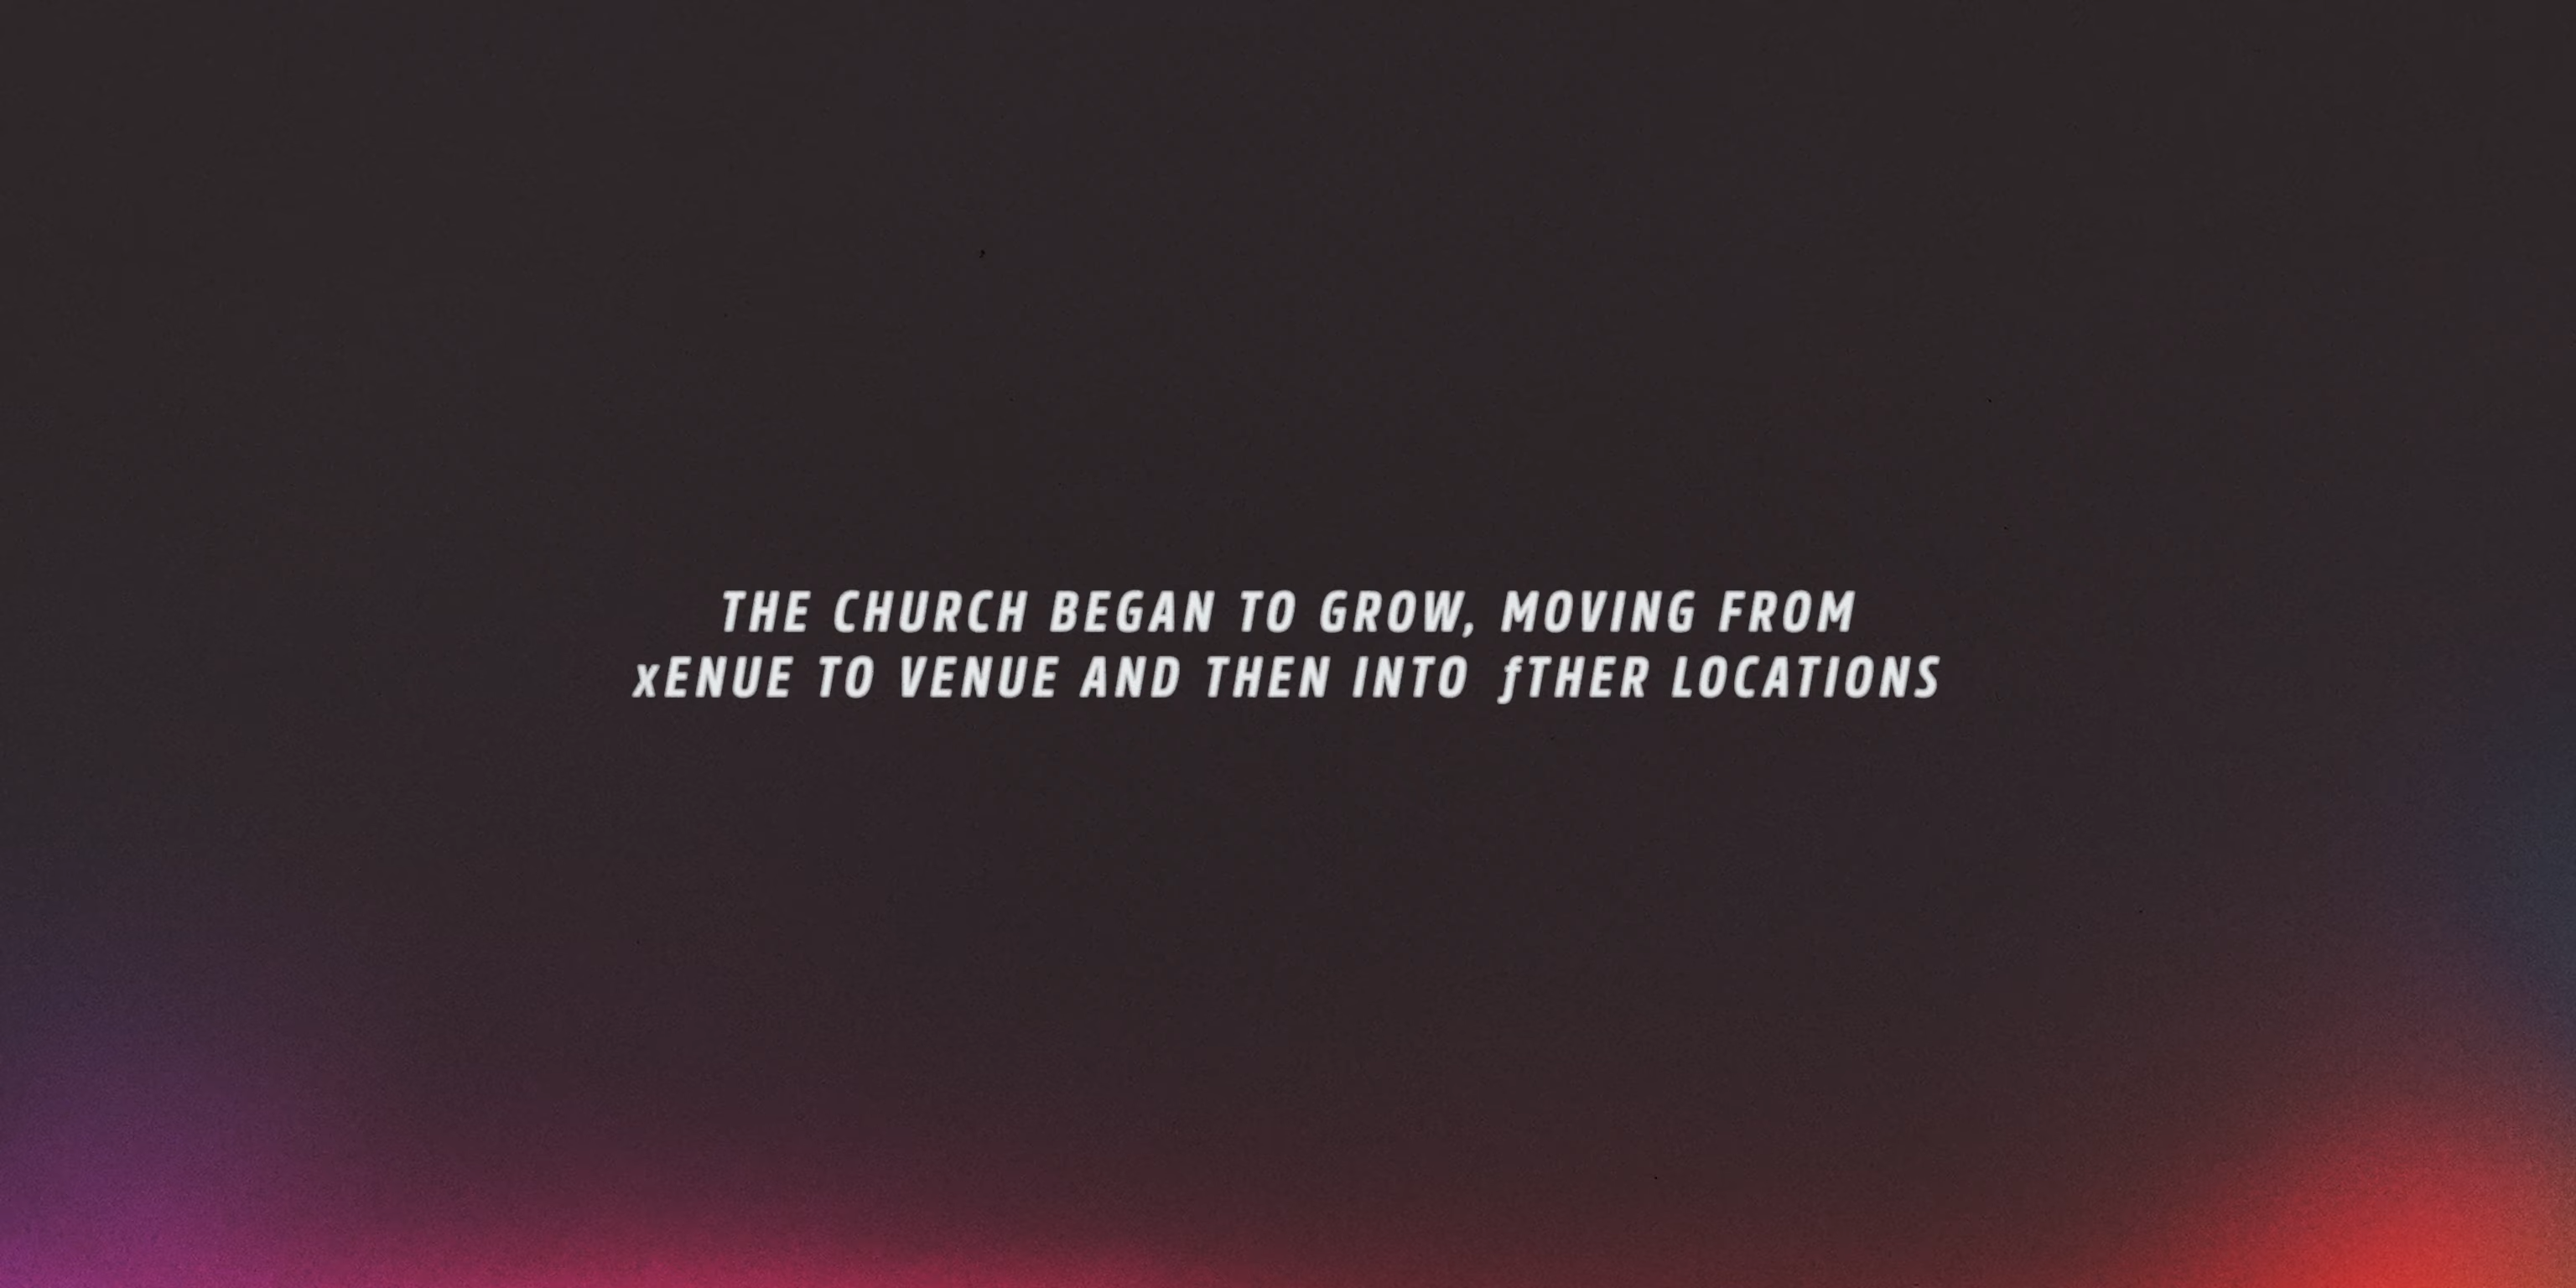 THE CHURCH BEGAN TO GROW, MOVING FROM
xENUE TO VENUE AND THEN INTO ƒTHER LOCATIONS